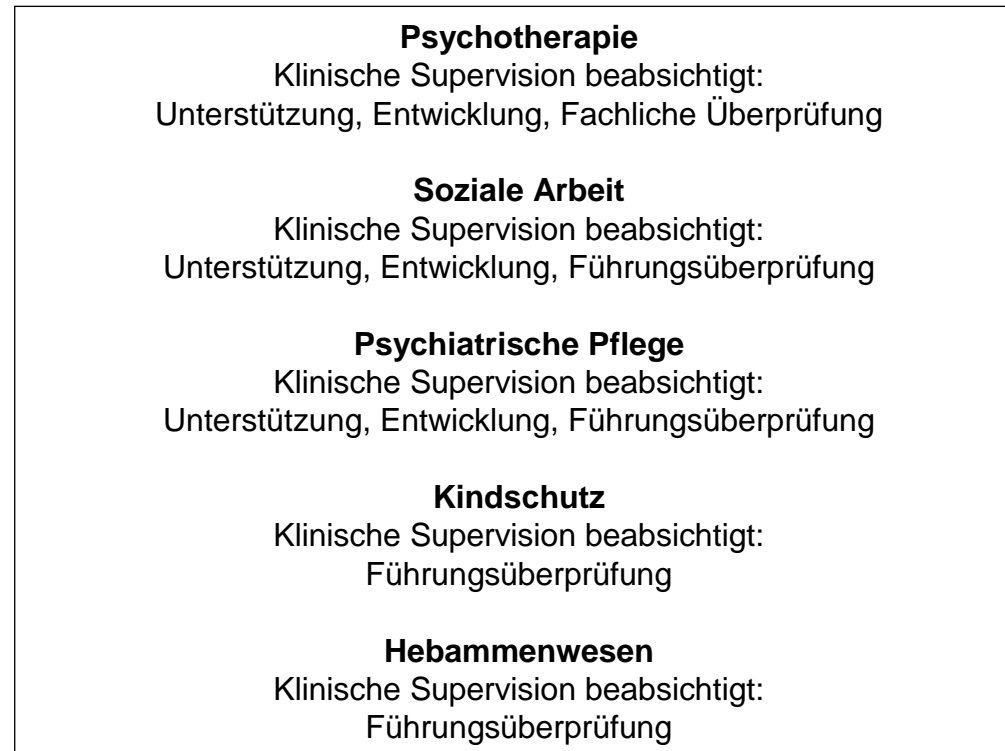 Psychotherapie
Klinische Supervision beabsichtigt:
Unterstützung, Entwicklung, Fachliche Überprüfung
Soziale Arbeit
Klinische Supervision beabsichtigt:
Unterstützung, Entwicklung, Führungsüberprüfung
Psychiatrische Pflege
Klinische Supervision beabsichtigt:
Unterstützung, Entwicklung, Führungsüberprüfung
Kindschutz
Klinische Supervision beabsichtigt:
Führungsüberprüfung
Hebammenwesen
Klinische Supervision beabsichtigt:
Führungsüberprüfung